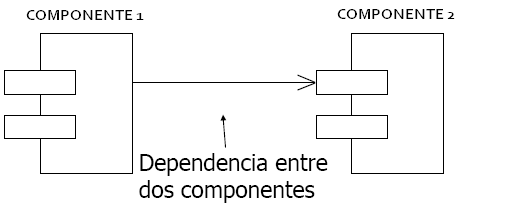 COMPONENTE 1
COMPONENTE 2
Dependencia entre
dos componentes